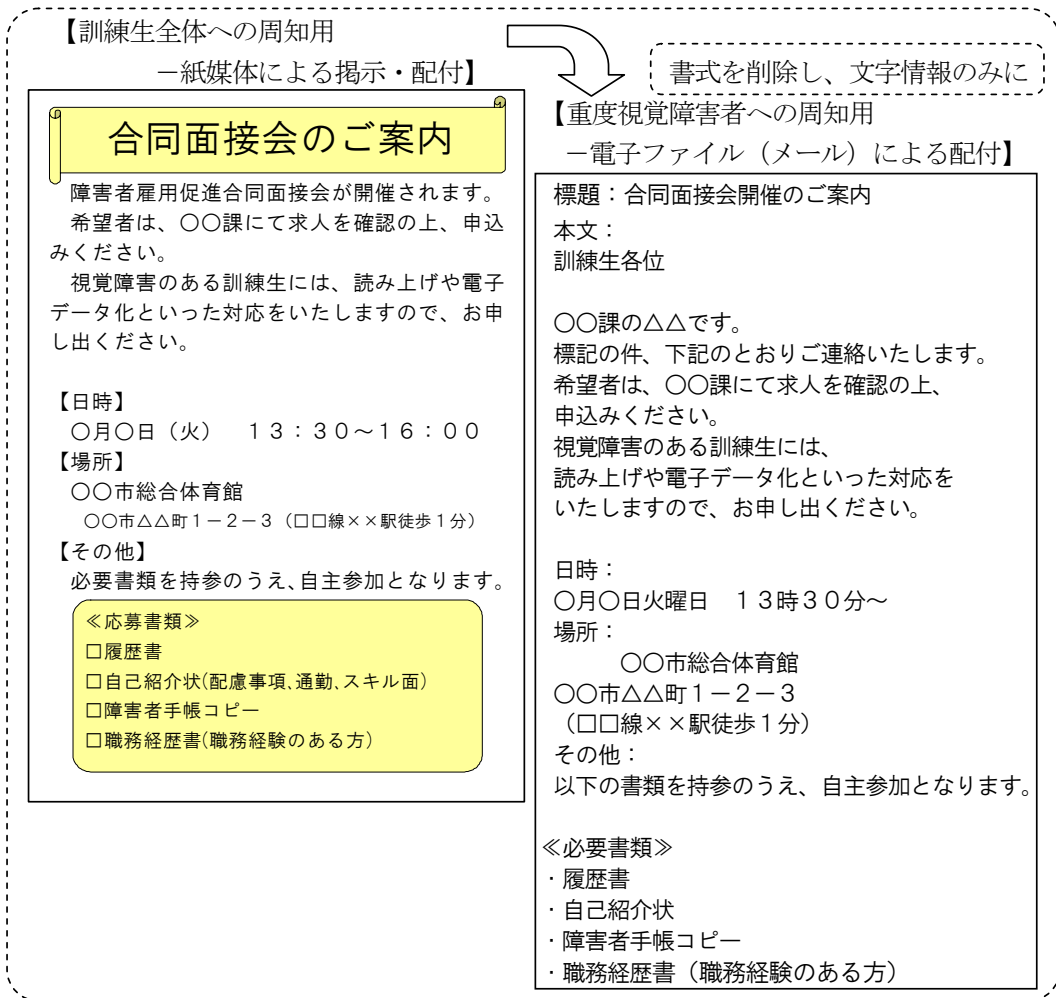 【訓練生全体への周知用
－紙媒体による掲示・配付】
合同面接会のご案内
障害者雇用促進合同面接会が開催されます。
希望者は、○○課にて求人を確認の上、申込
みください。
視覚障害のある訓練生には、読み上げや電子
データ化といった対応をいたしますので、お申
し出ください。
【日時】
○月○日（火）　１３：３０～１６：００
【場所】
○○市総合体育館
○○市△△町１－２－３（□□線××駅徒歩１分）
【その他】
必要書類を持参のうえ、自主参加となります。
≪応募書類≫
□履歴書
□自己紹介状(配慮事項､通勤､スキル面)
□障害者手帳コピー
□職務経歴書(職務経験のある方)
書式を削除し、文字情報のみに
【重度視覚障害者への周知用
－電子ファイル（メール）による配付】
標題：合同面接会開催のご案内
本文：
訓練生各位
○○課の△△です。
標記の件、下記のとおりご連絡いたします。
希望者は、○○課にて求人を確認の上、
申込みください。
視覚障害のある訓練生には、
読み上げや電子データ化といった対応を
いたしますので、お申し出ください。
日時：
○月○日火曜日　１３時３０分～
場所：
○○市総合体育館
○○市△△町１－２－３
（□□線××駅徒歩１分）
その他：
以下の書類を持参のうえ、自主参加となります。
≪必要書類≫
・履歴書
・自己紹介状
・障害者手帳コピー
・職務経歴書（職務経験のある方）